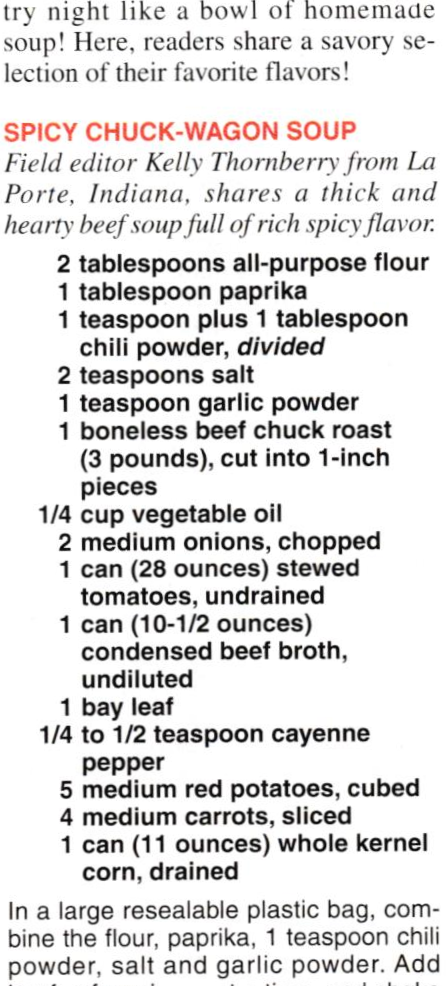 try night like a bowl of homemade
soup! Here, readers share a savory se-
lection of their favorite flavors!
SPICY CHUCK-WAGON SOUP
Field editor Kelly Thornberry from La
Porte, Indiana, shares a thick and
hearty beef soup full of rich spicy flavor.
2 tablespoons all-purpose flour
1 tablespoon paprika
1 teaspoon plus 1 tablespoon
chili powder, divided
2 teaspoons salt
1 teaspoon garlic powder
1 boneless beef chuck roast
(3 pounds), cut into 1-inch
pieces
1/4 cup vegetable oil
2 medium onions, chopped
1 can (28 ounces) stewed
tomatoes, undrained
1 can (10-1/2 ounces)
condensed beef broth,
undiluted
1 bay leaf
1/4 to 1/2 teaspoon cayenne
pepper
5 medium red potatoes, cubed
4 medium carrots, sliced
1 can (11 ounces) whole kernel
corn, drained
In a large resealable plastic bag, com-
bine the flour, paprika, 1 teaspoon chili
powder, salt and garlic powder. Add